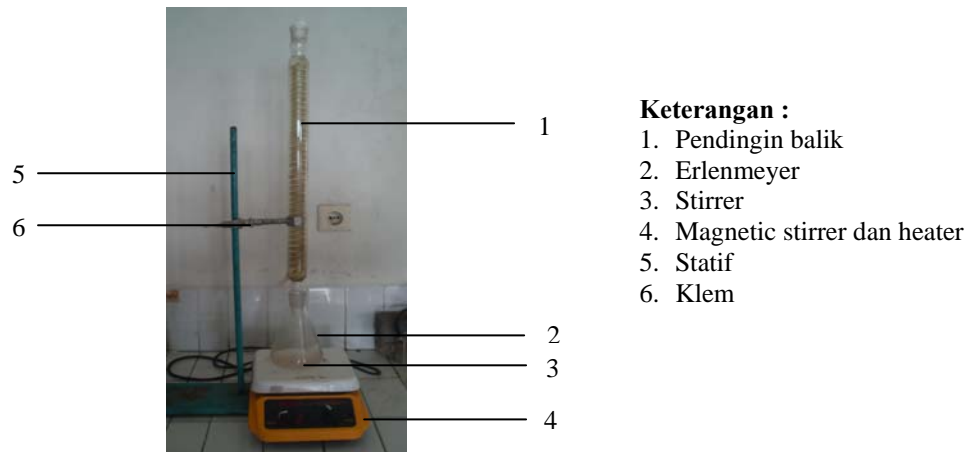 1
5
6
2
3
4
Keterangan :
1. Pendingin balik
2. Erlenmeyer
3. Stirrer
4. Magnetic stirrer dan heater
5. Statif
6. Klem